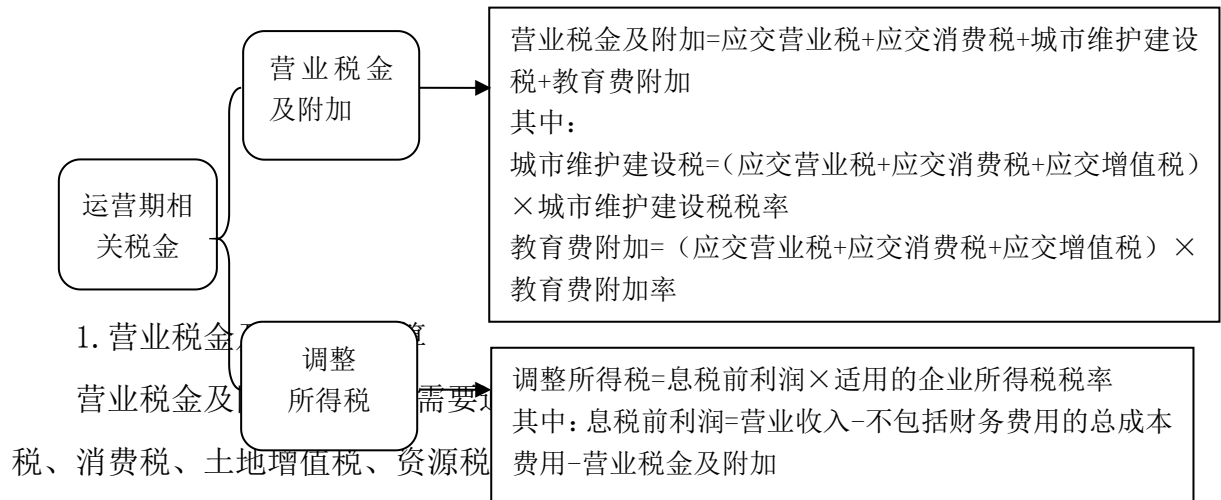 营业税金
及附加
营业税金及附加=应交营业税+应交消费税+城市维护建设
税+教育费附加
其中：
城市维护建设税=（应交营业税+应交消费税+应交增值税）
×城市维护建设税税率
教育费附加=（应交营业税+应交消费税+应交增值税）×
教育费附加率
运营期相
关税金
1.营业税金
调整
所得税
营业税金及
需要
税、消费税、土地增值税、资源税
调整所得税=息税前利润×适用的企业所得税税率
其中：息税前利润=营业收入-不包括财务费用的总成本
费用-营业税金及附加